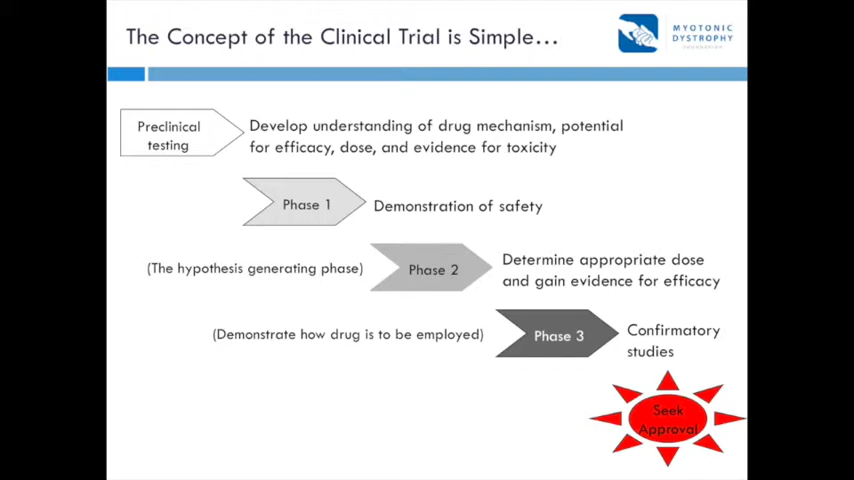 The Concept of the Clinical Trial is Simple…
MYOTONIC
DYSTROPHY
Preclinical
testing
Develop understanding of drug mechanism, potential
for efficacy, dose, and evidence for toxicity
Phase 1
Demonstration of safety
(The hypothesis generating phase)
Phase 2
Determine appropriate dose
and gain evidence for efficacy
(Demonstrate how drug is to be employed)
Phase 3
Confirmatory
studies
Seek
Approval